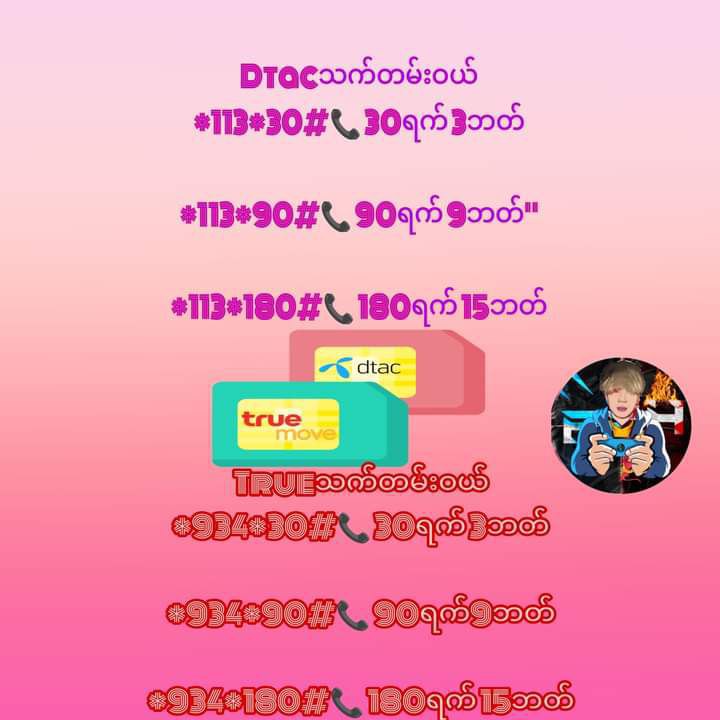 Dtacသက်တမ်းဝယ်
*113*30#📞30ရက်3ဘတ်
*113*90#📞90ရက်9ဘတ်"
*113*180#📞180ရက်15ဘတ်
dtac
true
move
Trueသက်တမ်းဝယ်
*934*30#📞30ရက်3ဘတ်
*934*90#📞90ရက်9ဘတ်
*934*180#📞180ရက်15ဘတ်